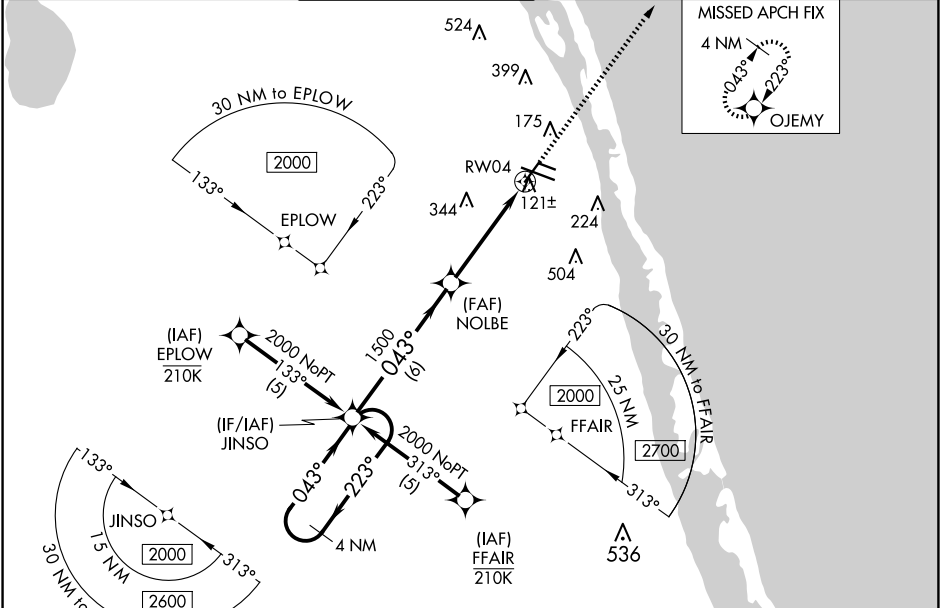 MISSED APCH FIX
4 NM
043°
223°
OJEMY
524
399
175
RW04
121±
344
224
504
30 NM to EPLOW
2000
133°
223°
EPLOW
(FAF)
NOLBE
1500
043°
(6)
(IAF)
EPLOW
210K
2000 NoPT
133°
(5)
(IF/IAF)
JINSO
2000 NoPT
313°
(5)
043°
223°
4 NM
(IAF)
FFAIR
210K
223°
30 NM to FFAIR
2000
25 NM
FFAIR
2700
313°
536
133°
JINSO
2000
313°
15 NM
30 NM to
2600